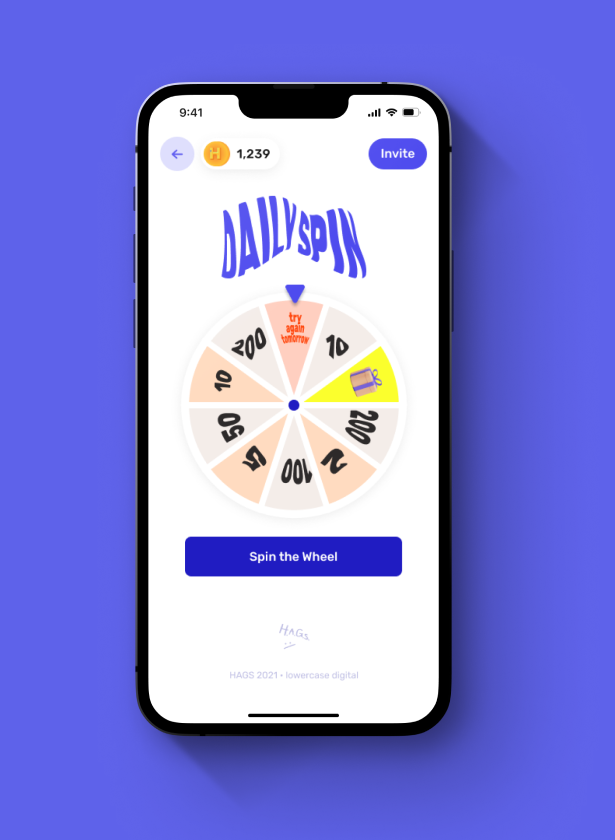 9:41
H
1,239
Invite
DAILY SPIN
try
again
tomorrow
10
200
2
100
5
50
10
200
Spin the Wheel
HAGS
HAGS 2021 • lowercase digital